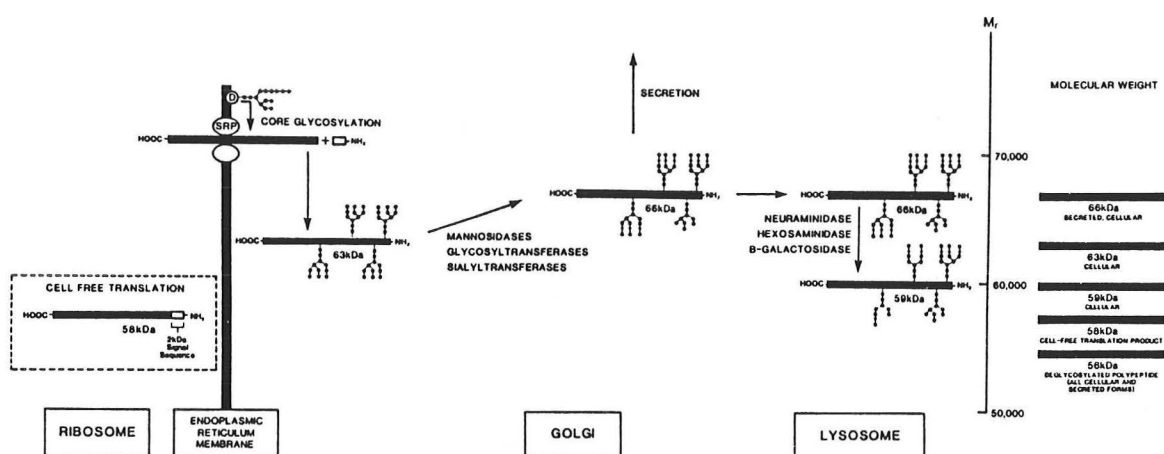 D
CORE GLYCOSYLATION
SRP
HOOC
+
NH₂
HOOC
NH₂
63kDa
CELL FREE TRANSLATION
HOOC
NH₂
58kDa
2kDa
Signal
Sequence
RIBOSOME
ENDOPLASMIC
RETICULUM
MEMBRANE
MANNOSIDASES
GLYCOSYLTRANSFERASES
SIALYLTRANSFERASES
SECRETION
HOOC
NH₂
66kDa
GOLGI
HOOC
NH₂
66kDa
NEURAMINIDASE
HEXOSAMINIDASE
B-GALACTOSIDASE
HOOC
NH₂
59kDa
LYSOSOME
Mr
70,000
60,000
50,000
MOLECULAR WEIGHT
66kDa
SECRETED, CELLULAR
63kDa
CELLULAR
59kDa
CELLULAR
58kDa
CELL-FREE TRANSLATION PRODUCT
56kDa
DEGLYCOSYLATED POLYPEPTIDE
(ALL CELLULAR AND
SECRETED FORMS)